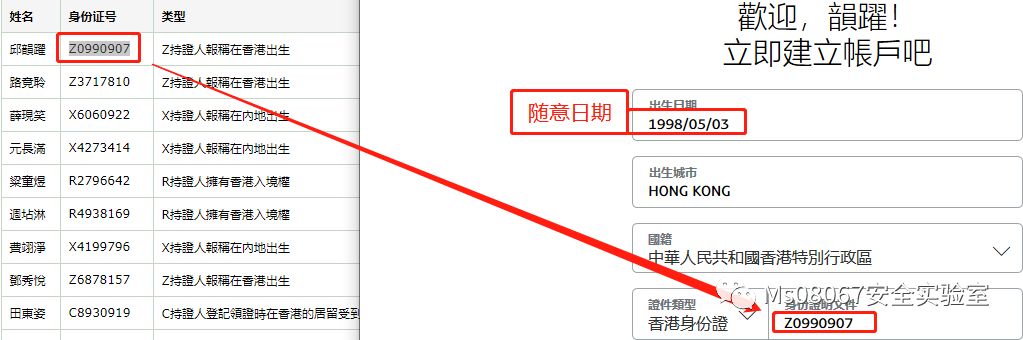 姓名 身份证号 类型
邱韻躍 Z0990907 Z持證人報稱在香港出生
路竟聆 Z3717810 Z持證人報稱在香港出生
薛現笑 X6060922 X持證人報稱在内地出生
元長滿 X4273414 X持證人報稱在内地出生
梁童煜 R2796642 R持證人擁有香港入境權
週坫淋 R4938169 R持證人擁有香港入境權
曹翊淨 X4199796 X持證人報稱在内地出生
鄧秀悅 Z6878157 Z持證人報稱在香港出生
田東姿 C8930919 C持證人登記領證時在香港的居留受到
歡迎，韻躍！
立即建立帳戶吧
随意日期
出生日期
1998/05/03
出生城市
HONG KONG
國籍
中華人民共和國香港特別行政區
證件類型 身份證明文件
香港身份證 Z0990907
Ms08067安全实验室